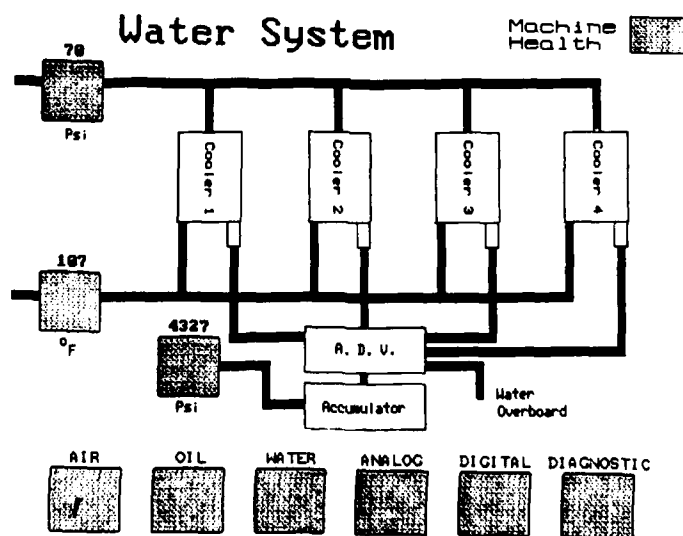 Water System
Machine
Health
70
Psi
Cooler 1
Cooler 2
Cooler 3
Cooler 4
107
°F
4327
Psi
A. D. V.
Accumulator
Water
Overboard
AIR
OIL
WATER
ANALOG
DIGITAL
DIAGNOSTIC